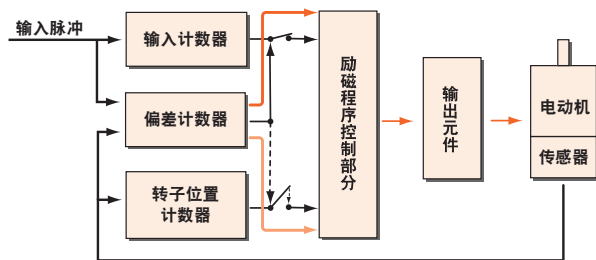 输入脉冲
输入计数器
偏差计数器
转子位置
计数器
励磁程序控制部分
输出元件
电动机
传感器